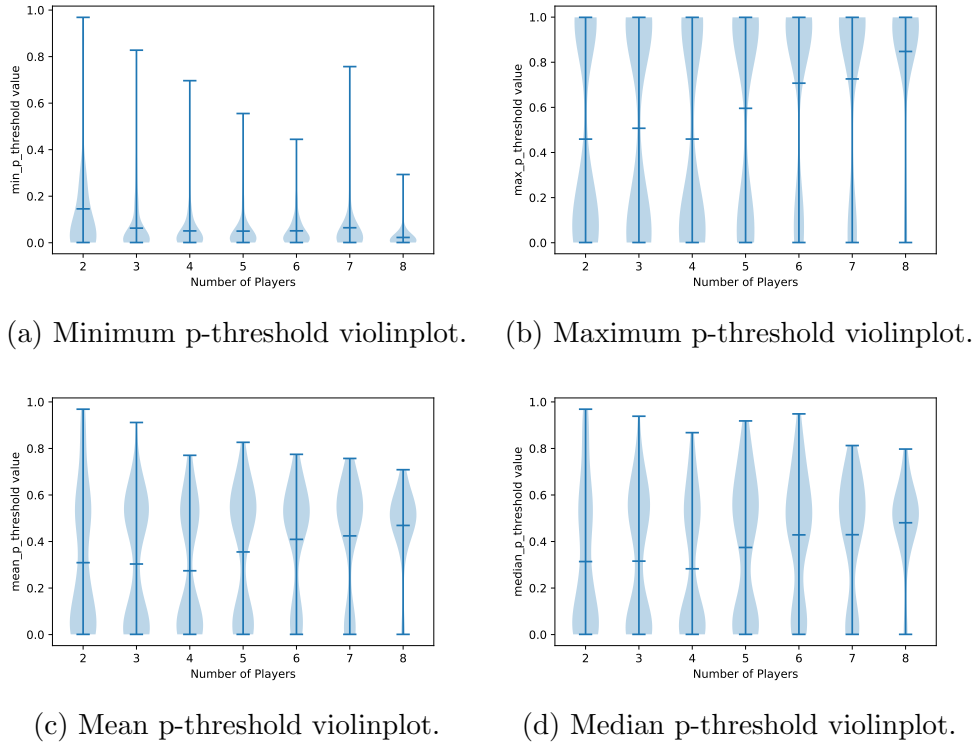 1.0
0.8
0.6
0.4
0.2
0.0
min_p_threshold value
2 3 4 5 6 7 8
Number of Players
(a) Minimum p-threshold violinplot.
1.0
0.8
0.6
0.4
0.2
0.0
max_p_threshold value
2 3 4 5 6 7 8
Number of Players
(b) Maximum p-threshold violinplot.
1.0
0.8
0.6
0.4
0.2
0.0
mean_p_threshold value
2 3 4 5 6 7 8
Number of Players
(c) Mean p-threshold violinplot.
1.0
0.8
0.6
0.4
0.2
0.0
median_p_threshold value
2 3 4 5 6 7 8
Number of Players
(d) Median p-threshold violinplot.